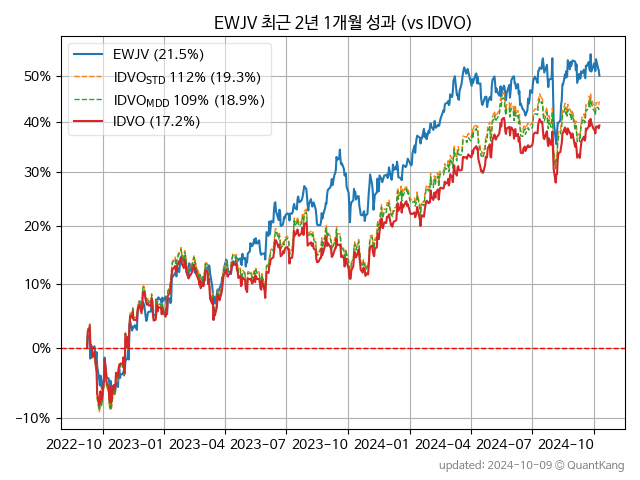 EWJV 최근 2년 1개월 성과 (vs IDVO)
EWJV (21.5%)
IDVO_STD 112% (19.3%)
IDVO_MDD 109% (18.9%)
IDVO (17.2%)
50%
40%
30%
20%
10%
0%
−10%
2022-10 2023-01 2023-04 2023-07 2023-10 2024-01 2024-04 2024-07 2024-10
updated: 2024-10-09 © QuantKang